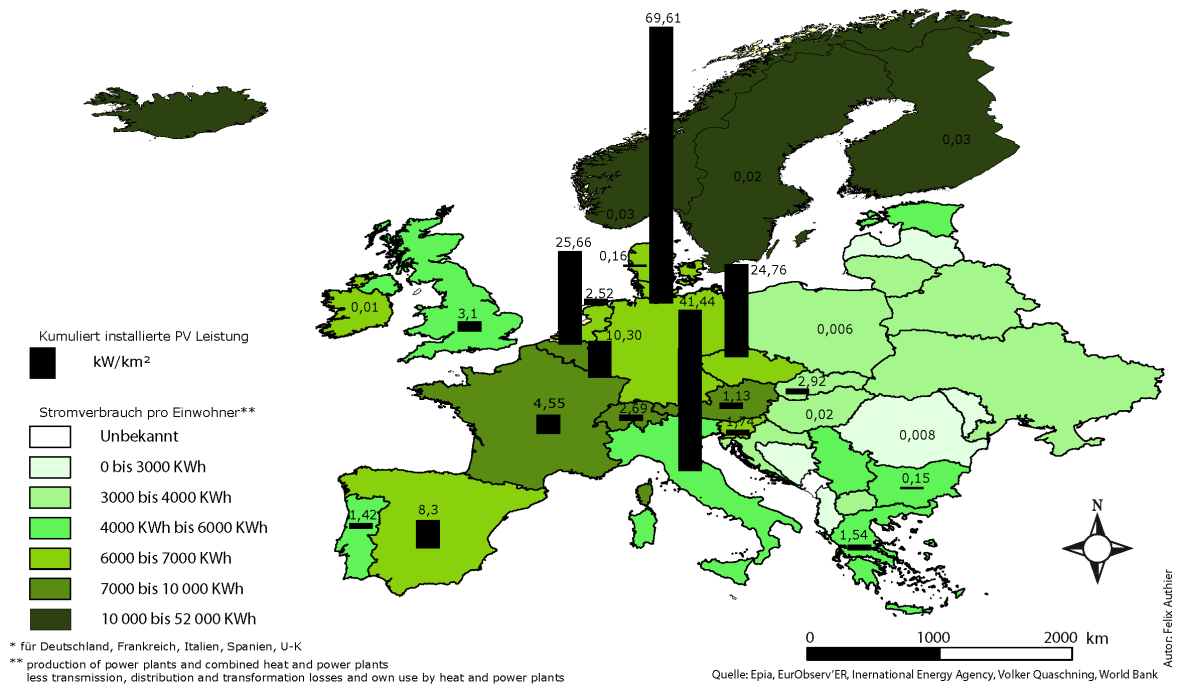 69,61
0,03
0,02
0,03
25,66
0,16
24,76
2,52
41,44
0,01
3,1
10,30
0,006
2,92
4,55
1,13
2,69
1,74
0,02
0,008
0,15
1,42
8,3
1,54
Kumuliert installierte PV Leistung
kW/km²
Stromverbrauch pro Einwohner**
Unbekannt
0 bis 3000 KWh
3000 bis 4000 KWh
4000 KWh bis 6000 KWh
6000 bis 7000 KWh
7000 bis 10 000 KWh
10 000 bis 52 000 KWh
* für Deutschland, Frankreich, Italien, Spanien, U-K
** production of power plants and combined heat and power plants
less transmission, distribution and transformation losses and own use by heat and power plants
N
0 1000 2000 km
Quelle: Epia, EurObserv'ER, Inernational Energy Agency, Volker Quaschning, World Bank
Autor: Felix Authier